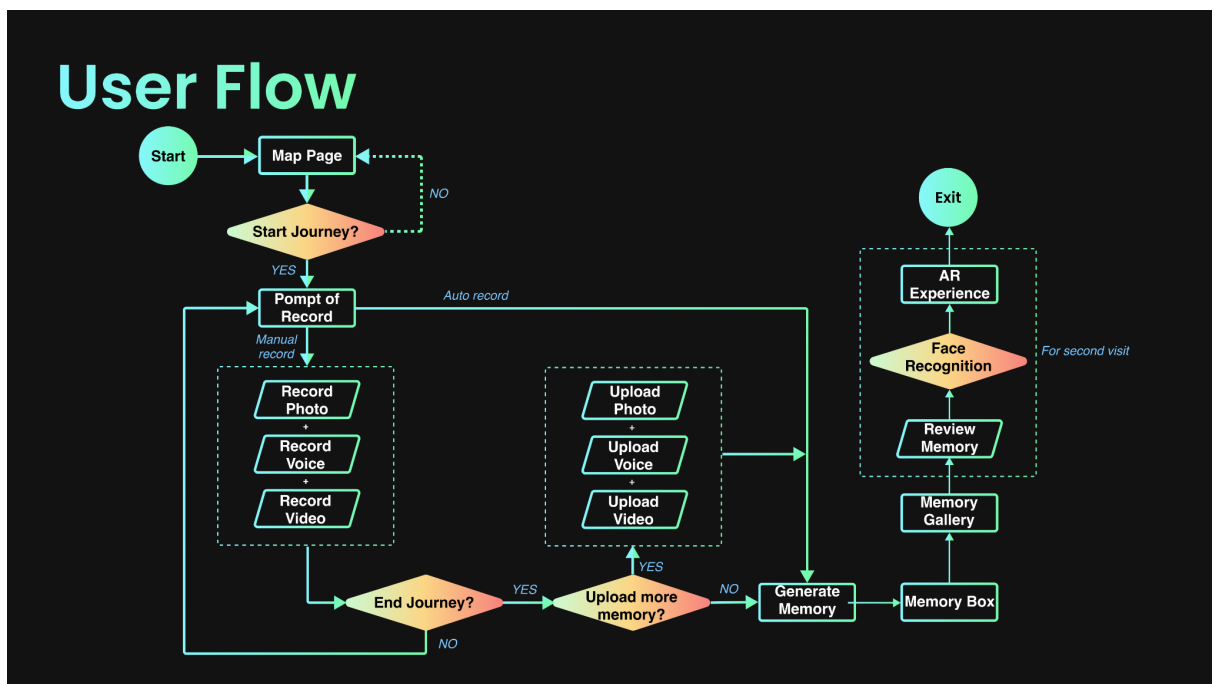 User Flow
Start
Map Page
NO
Start Journey?
YES
Pompt of
Record
Auto record
Manual
record
Record
Photo
+
Record
Voice
+
Record
Video
Upload
Photo
+
Upload
Voice
+
Upload
Video
End Journey?
YES
NO
Upload more
memory?
YES
NO
Generate
Memory
Memory Box
Memory
Gallery
Review
Memory
Face
Recognition
For second visit
AR
Experience
Exit